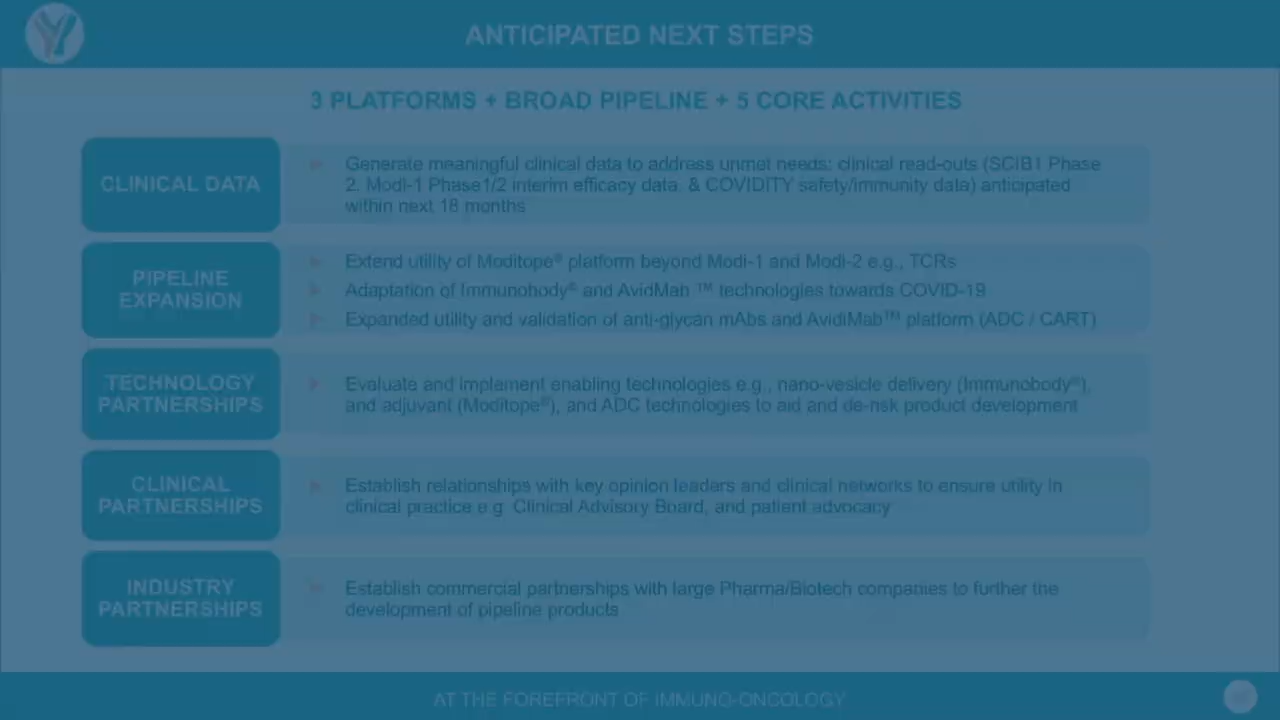 ANTICIPATED NEXT STEPS
3 PLATFORMS + BROAD PIPELINE + 5 CORE ACTIVITIES
CLINICAL DATA
Generate meaningful clinical data to address unmet needs: clinical read-outs (SCIB1 Phase
2, Modi-1 Phase1/2 interim efficacy data, & COVIDITY safety/immunity data) anticipated
within next 18 months
PIPELINE
EXPANSION
Extend utility of Moditope® platform beyond Modi-1 and Modi-2 e.g., TCRs
Adaptation of Immunobody® and AvidMab ™ technologies towards COVID-19
Expanded utility and validation of anti-glycan mAbs and AvidiMab™ platform (ADC / CART)
TECHNOLOGY
PARTNERSHIPS
Evaluate and implement enabling technologies e.g., nano-vesicle delivery (Immunobody®),
and adjuvant (Moditope®), and ADC technologies to aid and de-risk product development
CLINICAL
PARTNERSHIPS
Establish relationships with key opinion leaders and clinical networks to ensure utility in
clinical practice e.g. Clinical Advisory Board, and patient advocacy
INDUSTRY
PARTNERSHIPS
Establish commercial partnerships with large Pharma/Biotech companies to further the
development of pipeline products
AT THE FOREFRONT OF IMMUNO-ONCOLOGY